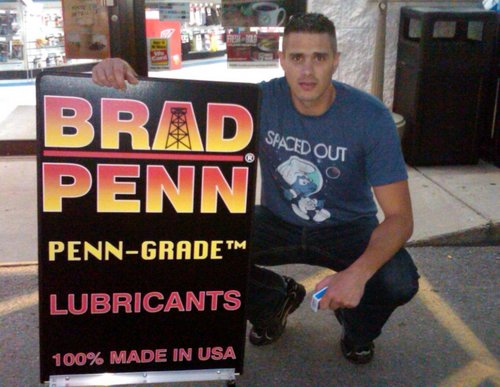 BRAD
PENN®
PENN-GRADE™
LUBRICANTS
100% MADE IN USA
SPACED OUT